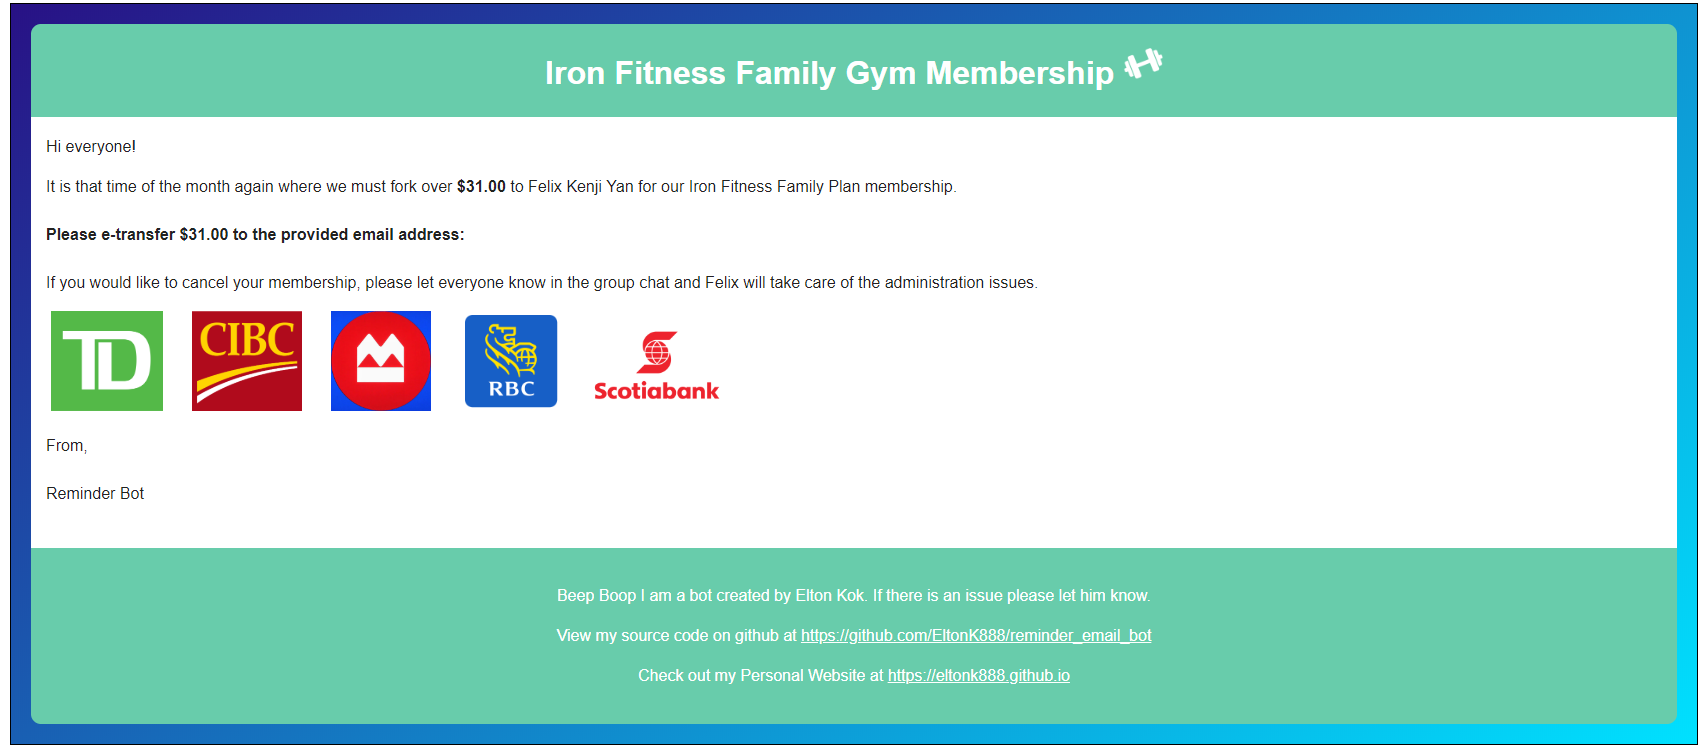 Iron Fitness Family Gym Membership
Hi everyone!
It is that time of the month again where we must fork over $31.00 to Felix Kenji Yan for our Iron Fitness Family Plan membership.
Please e-transfer $31.00 to the provided email address:
If you would like to cancel your membership, please let everyone know in the group chat and Felix will take care of the administration issues.
TD CIBC RBC Scotiabank
From,
Reminder Bot
Beep Boop I am a bot created by Elton Kok. If there is an issue please let him know.
View my source code on github at https://github.com/EltonK888/reminder_email_bot
Check out my Personal Website at https://eltonk888.github.io